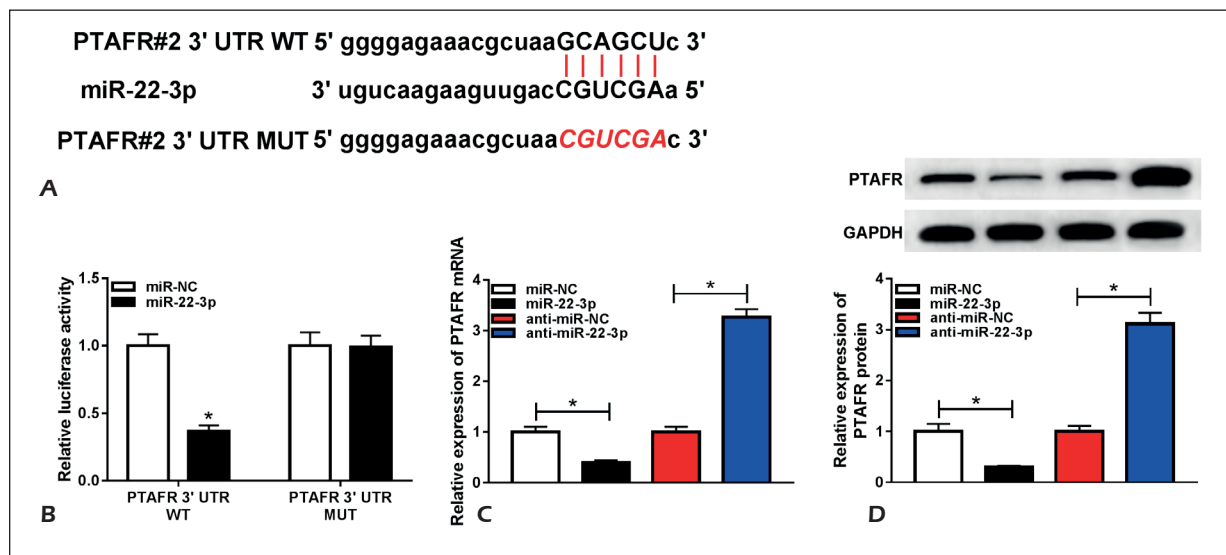 PTAFR#2 3' UTR WT 5' ggggagaaacgcuaaGCAGCUc 3'
miR-22-3p 3' ugucaagaaguugacCGUCGAa 5'
PTAFR#2 3' UTR MUT 5' ggggagaaacgcuaaCGUCGAc 3'
A
Relative luciferase activity
1.5
1.0
0.5
0.0
miR-NC
miR-22-3p
*
PTAFR 3' UTR
WT
PTAFR 3' UTR
MUT
B
Relative expression of PTAFR mRNA
4
3
2
1
0
miR-NC
miR-22-3p
anti-miR-NC
anti-miR-22-3p
*
*
C
PTAFR
GAPDH
Relative expression of
PTAFR protein
4
3
2
1
0
miR-NC
miR-22-3p
anti-miR-NC
anti-miR-22-3p
*
*
D